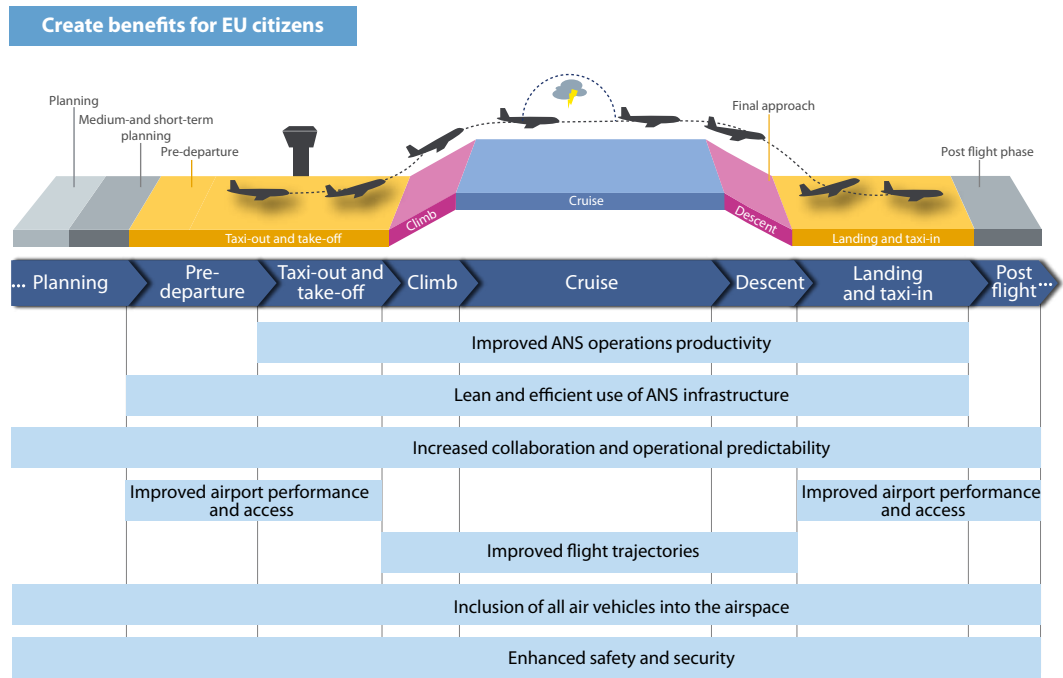 Create benefits for EU citizens
Planning
Medium-and short-term
planning
Pre-departure
Final approach
Post flight phase
Taxi-out and take-off
Climb
Cruise
Descent
Landing and taxi-in
... Planning
Pre-
departure
Taxi-out and
take-off
Climb
Cruise
Descent
Landing
and taxi-in
Post
flight ...
Improved ANS operations productivity
Lean and efficient use of ANS infrastructure
Increased collaboration and operational predictability
Improved airport performance
and access
Improved airport performance
and access
Improved flight trajectories
Inclusion of all air vehicles into the airspace
Enhanced safety and security